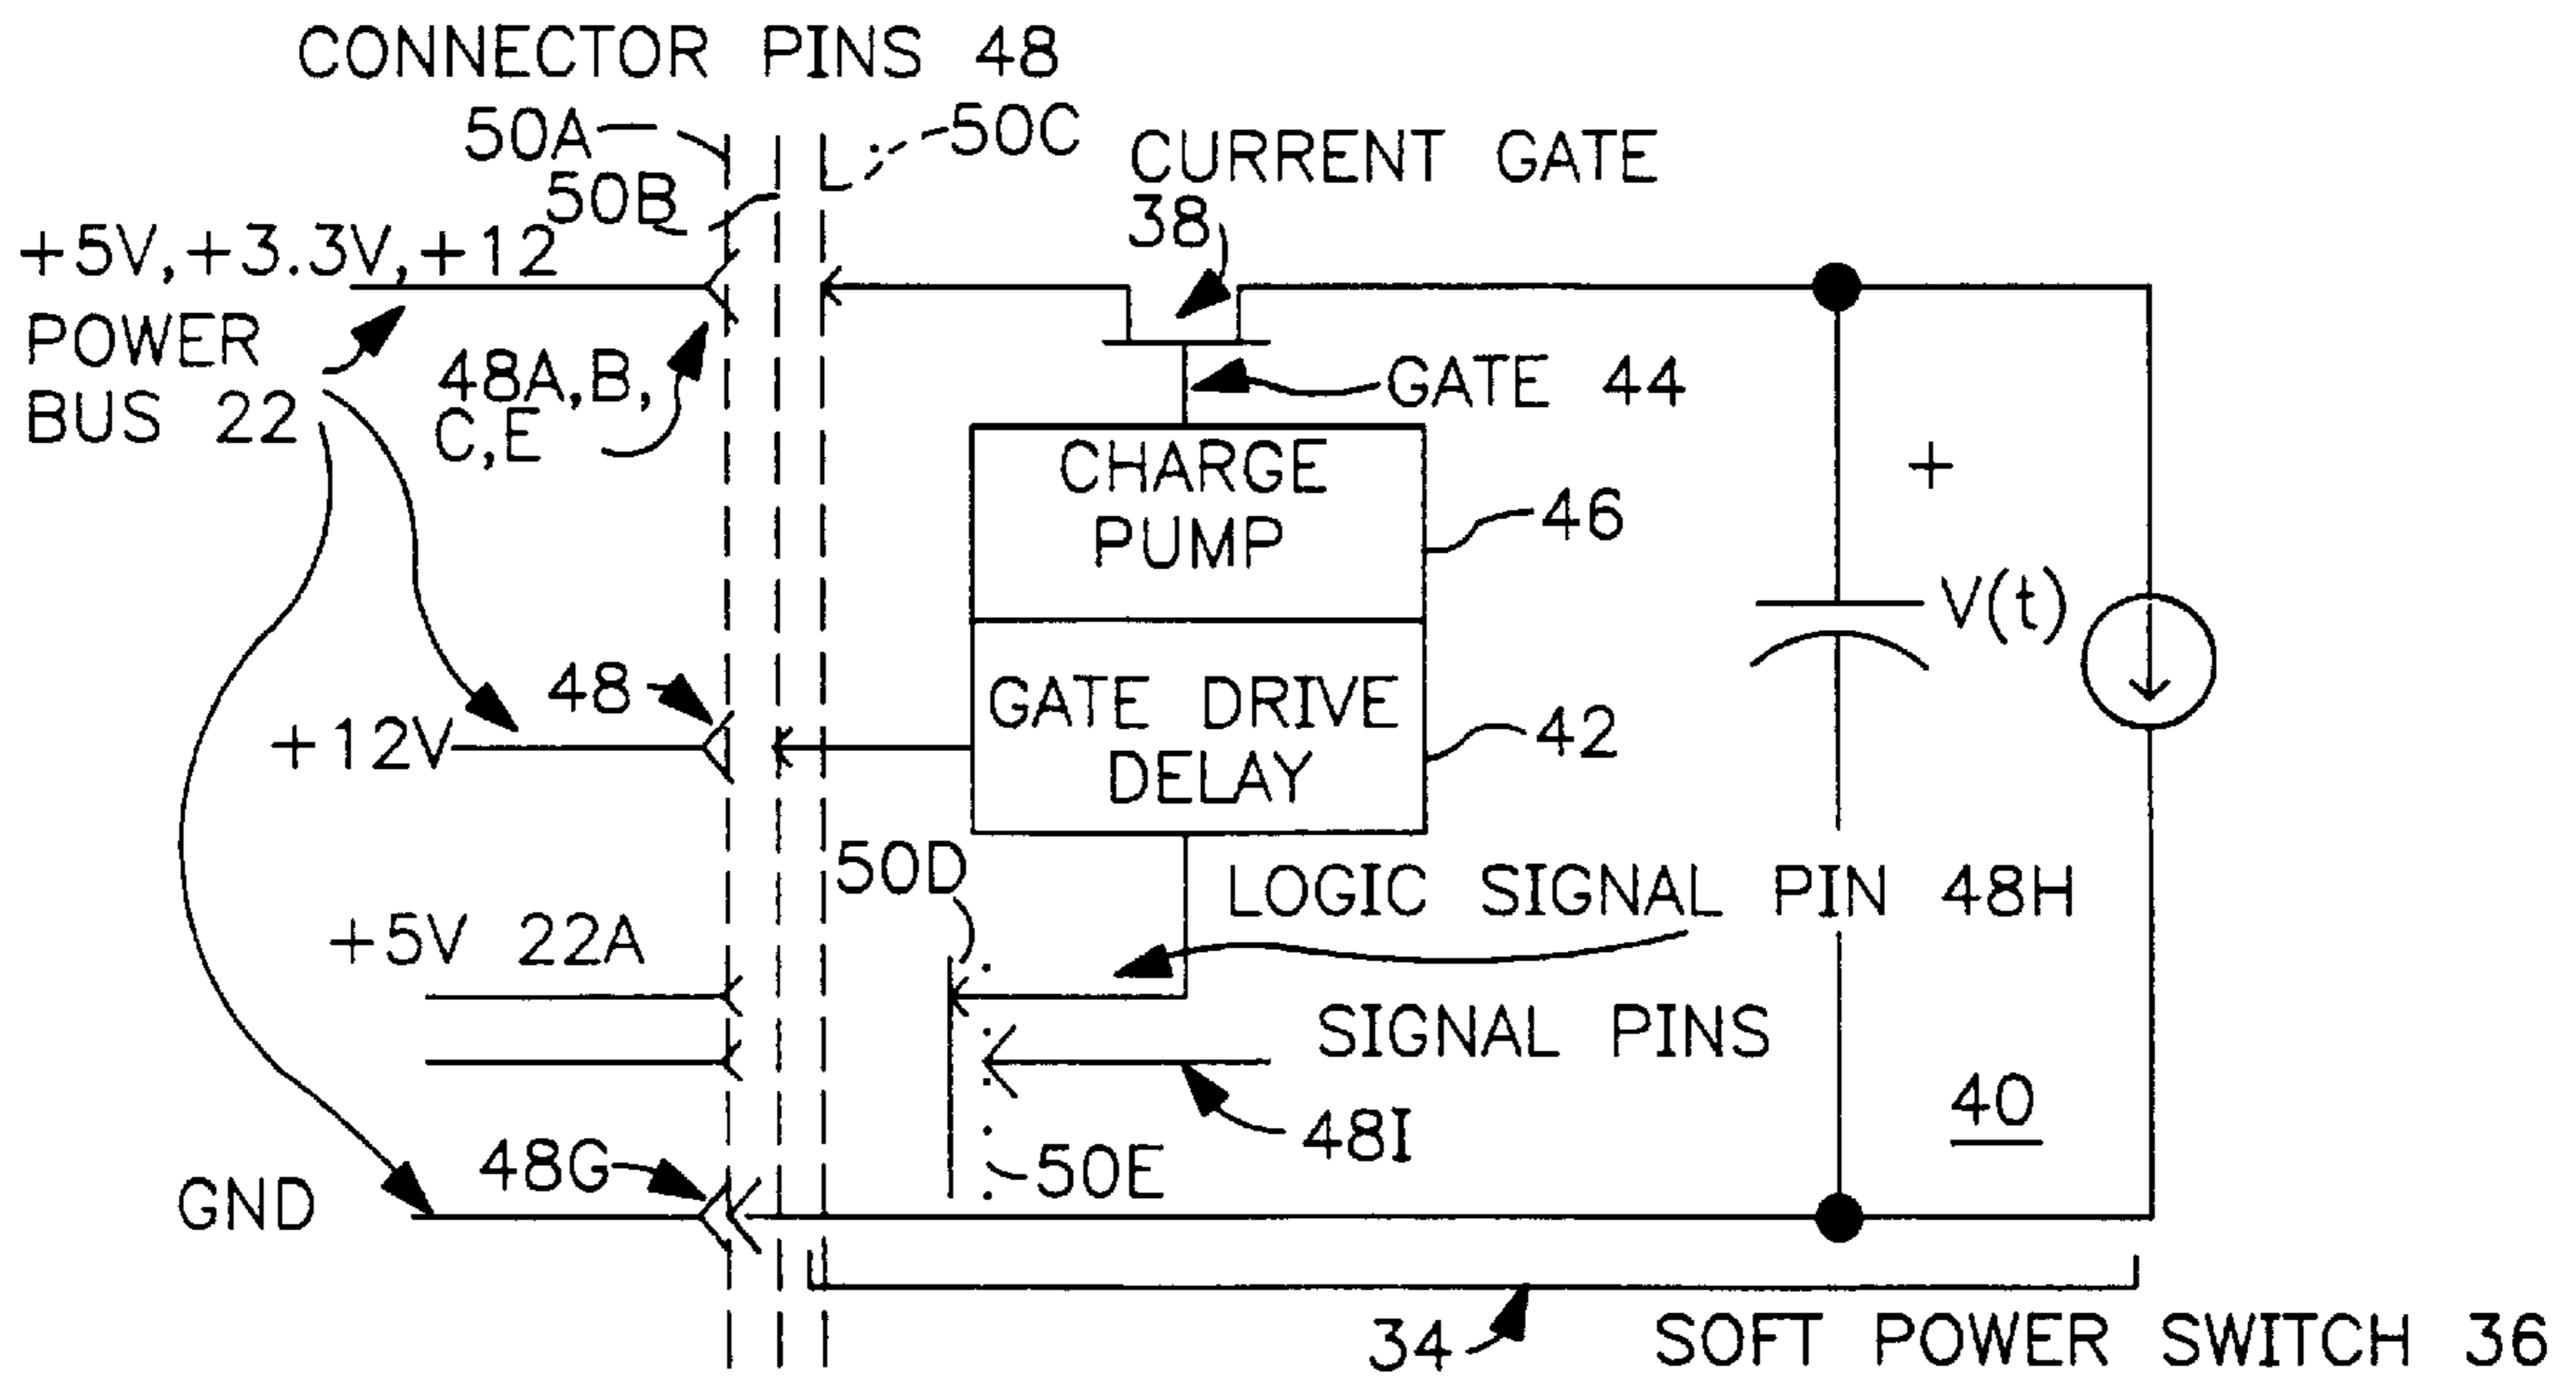 CONNECTOR PINS 48
50A
50C
CURRENT GATE
38
50B
+5V,+3.3V,+12
POWER
BUS 22
48A,B,
C,E
GATE 44
CHARGE
PUMP
46
+
V(t)
48
GATE DRIVE
DELAY
42
+12V
50D
LOGIC SIGNAL PIN 48H
+5V 22A
SIGNAL PINS
48I
40
48G
50E
GND
34
SOFT POWER SWITCH 36